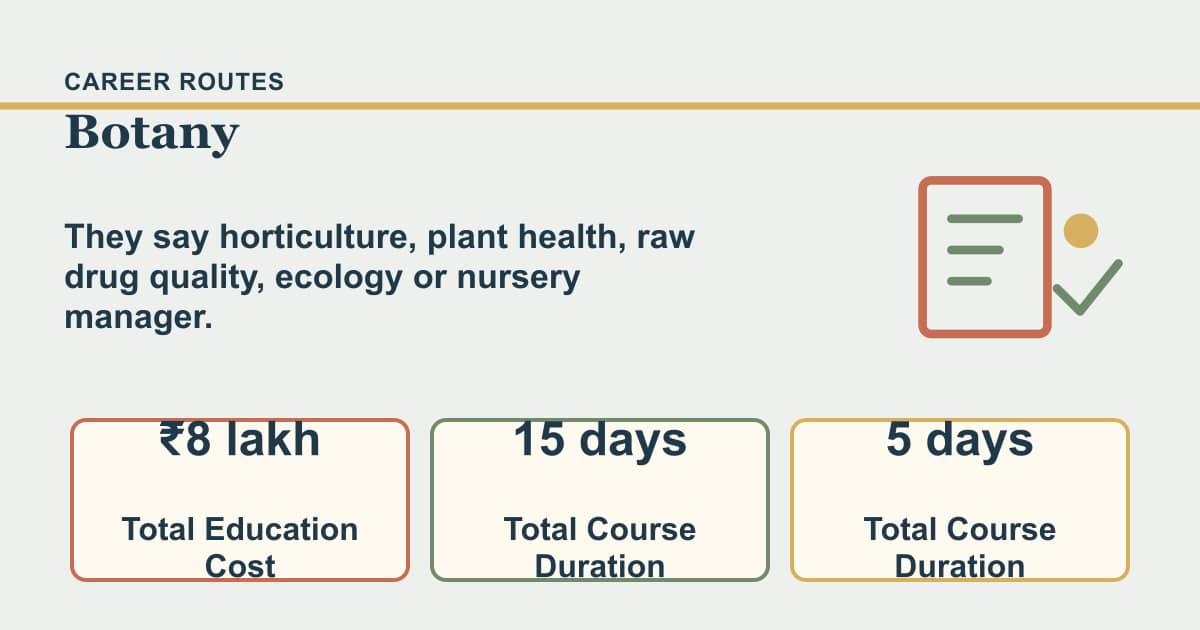 CAREER ROUTES
Botany
They say horticulture, plant health, raw
drug quality, ecology or nursery
manager.
₹8 lakh
Total Education
Cost
15 days
Total Course
Duration
5 days
Total Course
Duration